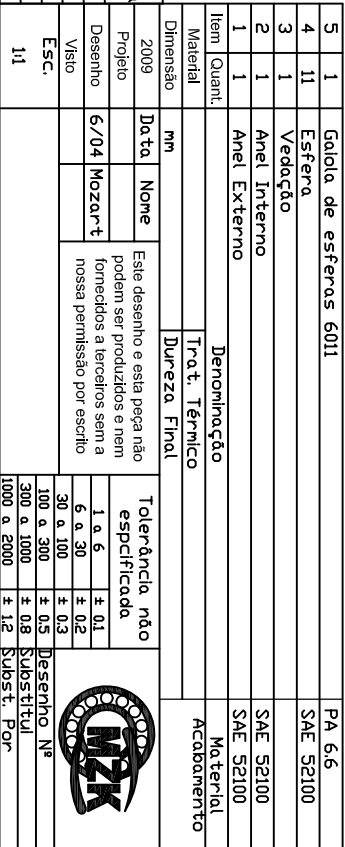 5 1 Gaiola de esferas 6011 PA 6.6
4 11 Esfera SAE 52100
3 1 Vedação
2 1 Anel Interno SAE 52100
1 1 Anel Externo SAE 52100
Item Quant. Denominação Material
Material Trat. Térmico Acabamento
Dimensão mm Dureza Final
2009 Data Nome
Projeto
Desenho 6/04 Mozart
Visto
Esc.
1:1
Este desenho e esta peça não
podem ser produzidos e nem
fornecidos a terceiros sem a
nossa permissão por escrito
Tolerância não
espcificada
1 a 6 ± 0.1
6 a 30 ± 0.2
30 a 100 ± 0.3
100 a 300 ± 0.5
300 a 1000 ± 0.8
1000 a 2000 ± 1.2
MZK
Desenho Nº
Substitui
Subst. Por